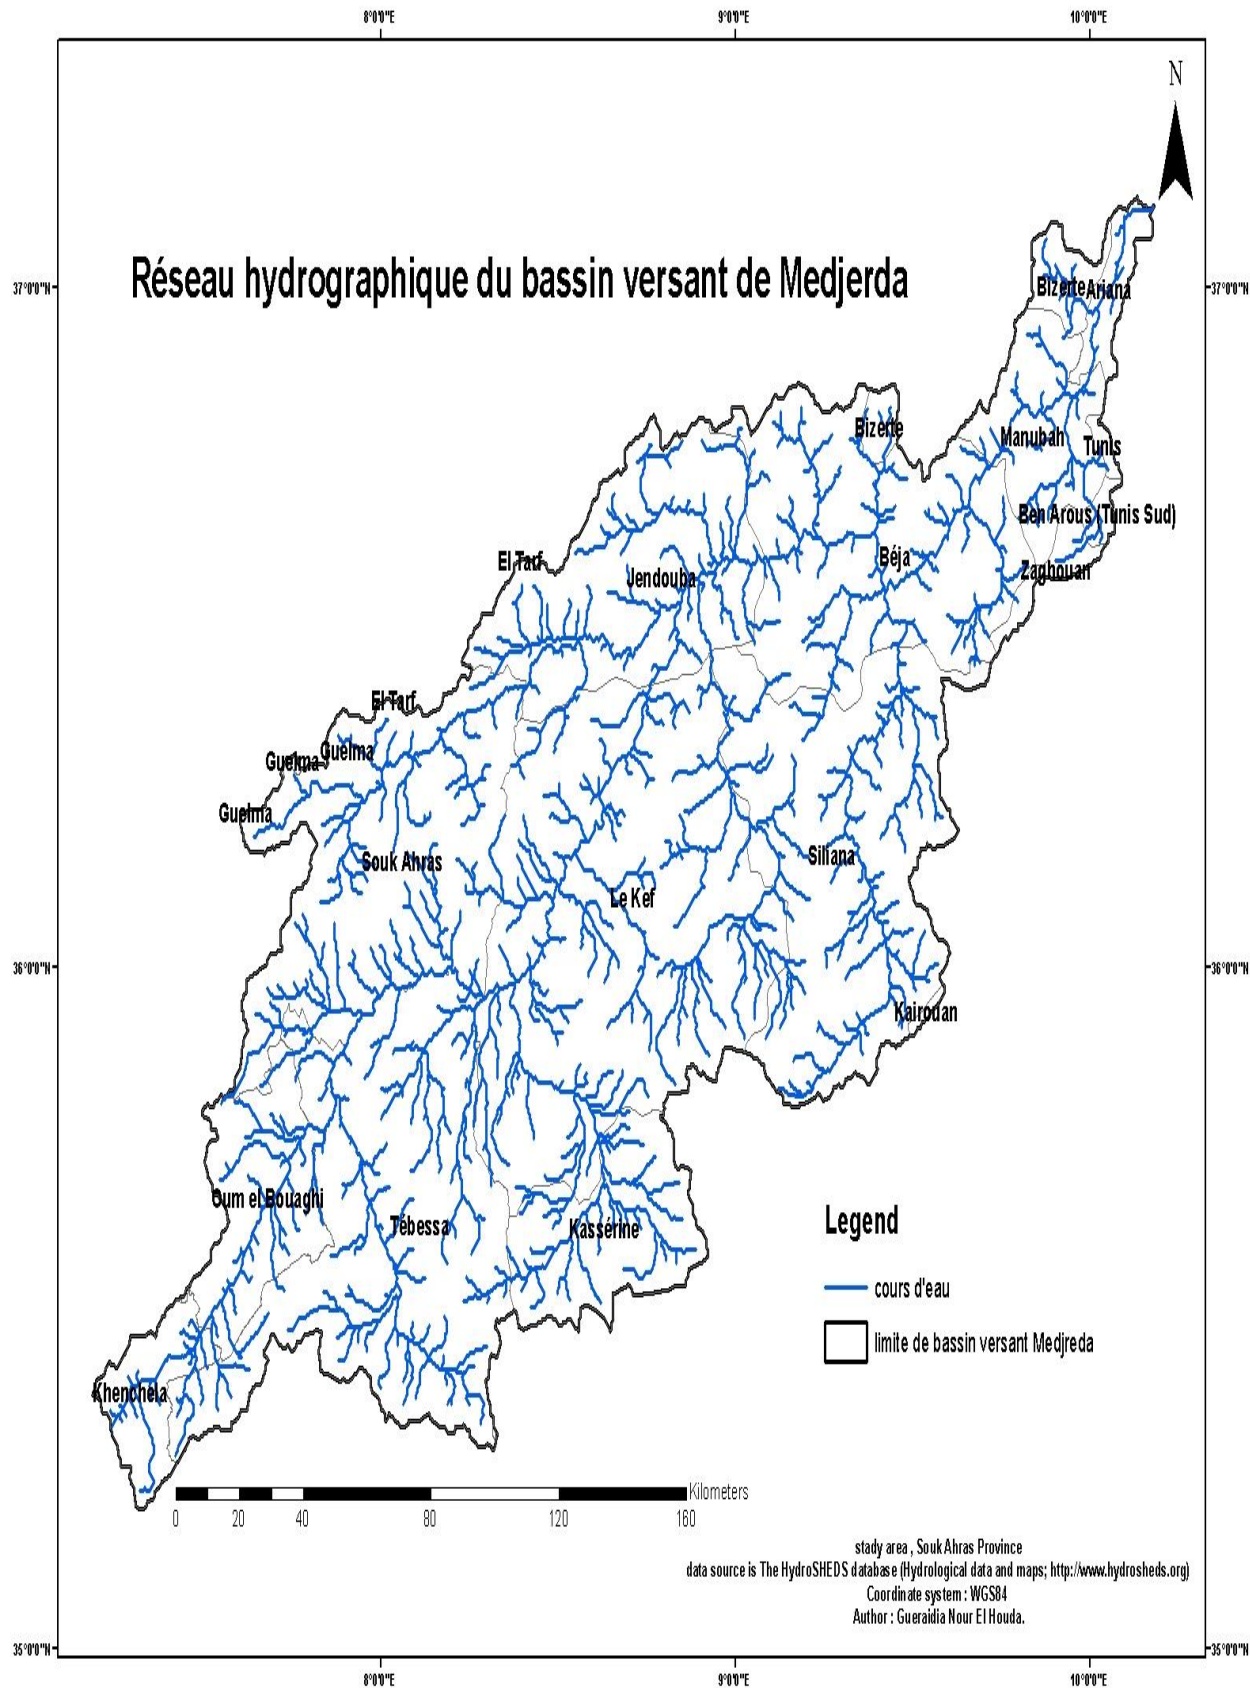 8°0'0"E 9°0'0"E 10°0'0"E
N
Réseau hydrographique du bassin versant de Medjerda
37°0'0"N 37°0'0"N
Bizerte Ariana
Bizerte
Manubah
Tunis
Ben Arous (Tunis Sud)
El Tarf
Béja
Zaghouan
Jendouba
El Tarf
Guelma
Guelma
Guelma
Souk Ahras
Siliana
Le Kef
36°0'0"N 36°0'0"N
Kairouan
Oum el Bouaghi
Tébessa
Kassérine
Legend
cours d'eau
limite de bassin versant Medjreda
Khenchela
Kilometers
0 20 40 80 120 160
stady area , Souk Ahras Province
data source is The HydroSHEDS database (Hydrological data and maps; http://www.hydrosheds.org)
Coordinate system : WGS84
Author : Gueraidia Nour El Houda.
35°0'0"N 35°0'0"N
8°0'0"E 9°0'0"E 10°0'0"E